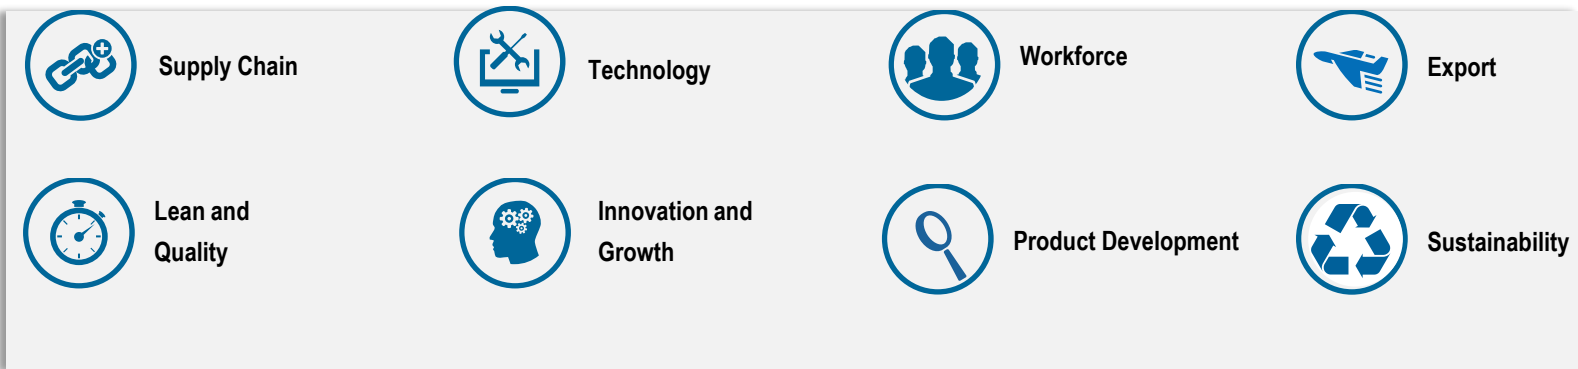 Supply Chain
Technology
Workforce
Export
Lean and
Quality
Innovation and
Growth
Product Development
Sustainability